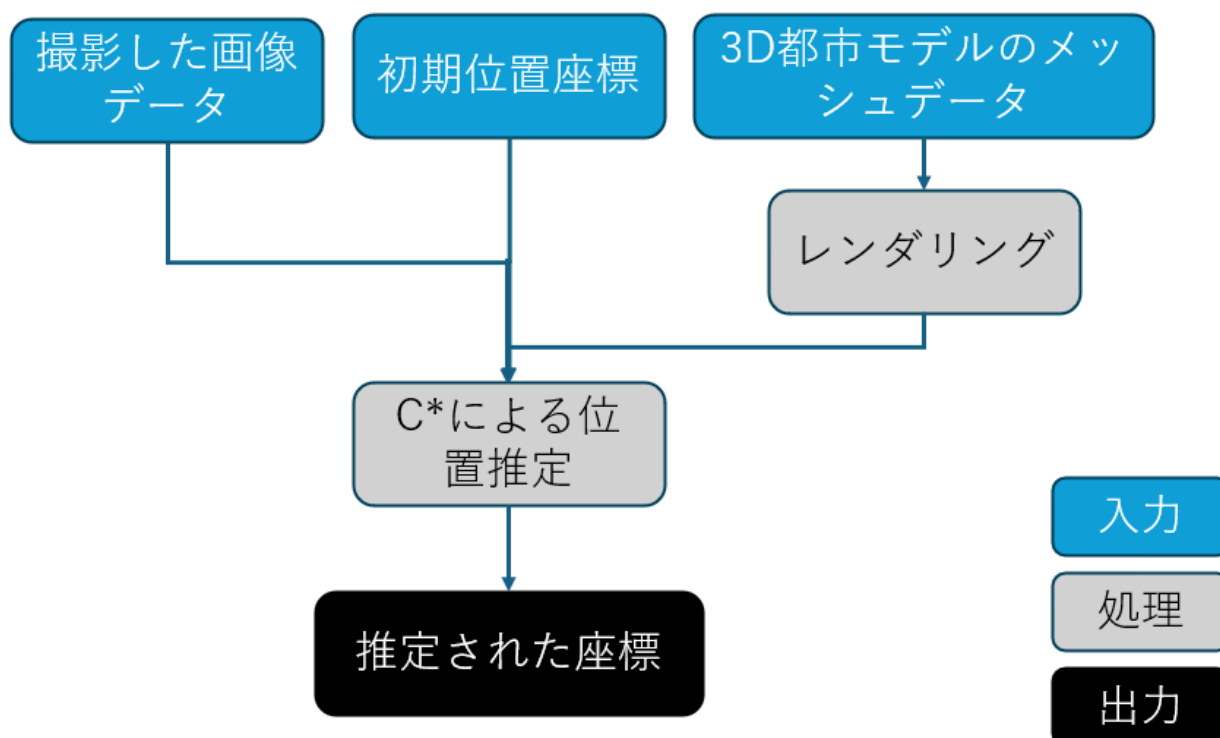 撮影した画像
データ
初期位置座標
3D都市モデルのメッ
シュデータ
レンダリング
C*による位
置推定
推定された座標
入力
処理
出力